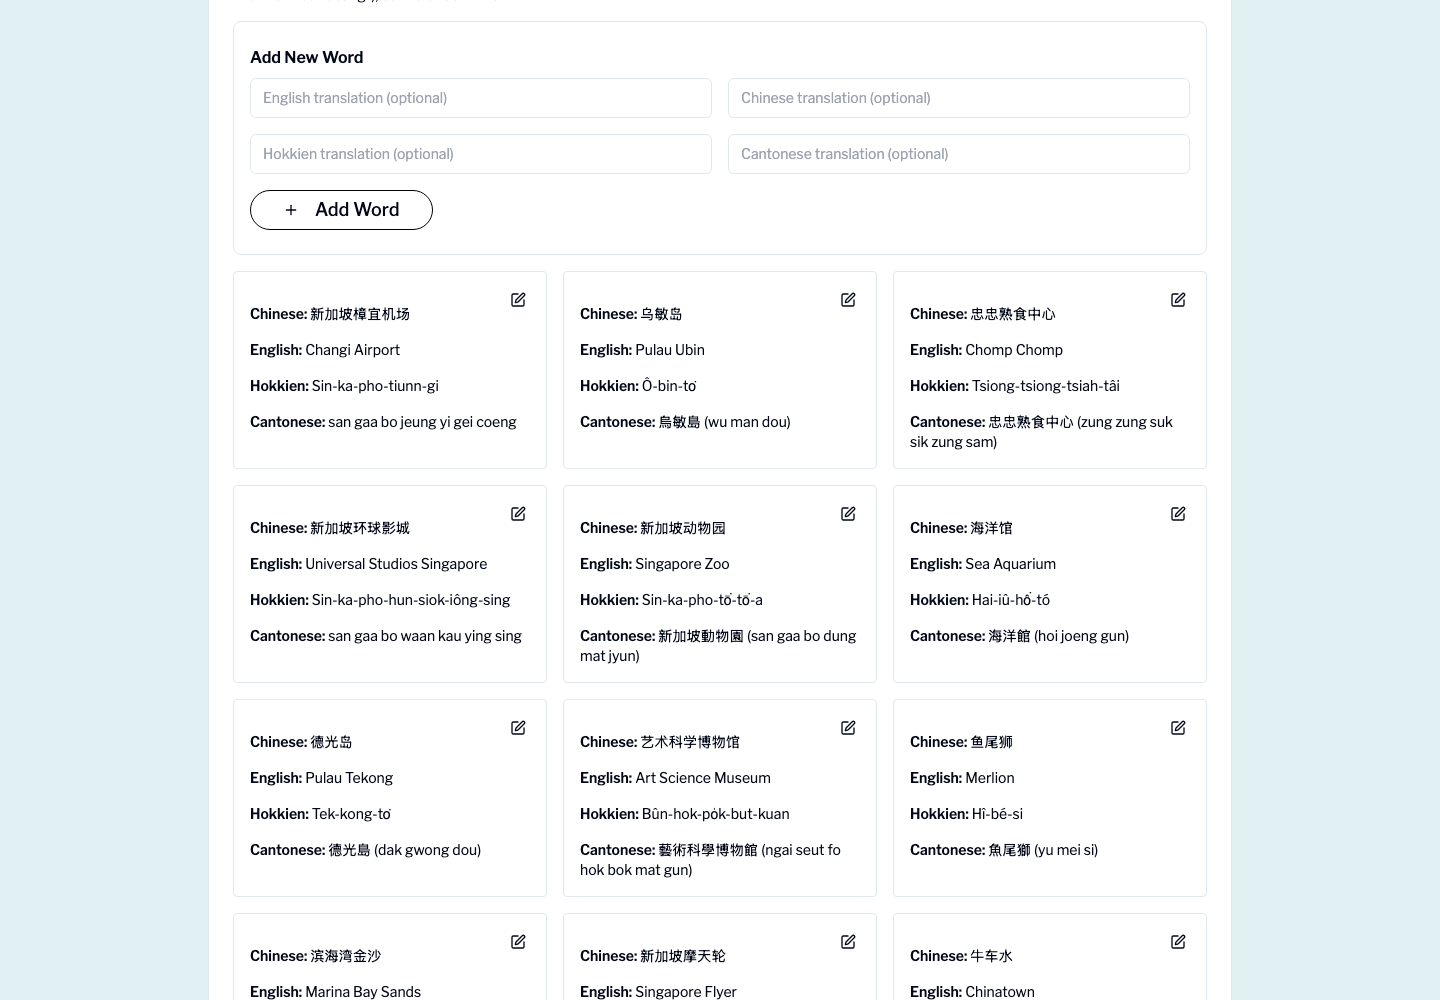 Add New Word
English translation (optional)
Chinese translation (optional)
Hokkien translation (optional)
Cantonese translation (optional)
+ Add Word
Chinese: 新加坡樟宜机场
English: Changi Airport
Hokkien: Sin-ka-pho-tiunn-gi
Cantonese: san gaa bo jeung yi gei coeng
Chinese: 乌敏岛
English: Pulau Ubin
Hokkien: Ô-bin-to͘
Cantonese: 烏敏島 (wu man dou)
Chinese: 忠忠熟食中心
English: Chomp Chomp
Hokkien: Tsiong-tsiong-tsiah-tâi
Cantonese: 忠忠熟食中心 (zung zung suk
sik zung sam)
Chinese: 新加坡环球影城
English: Universal Studios Singapore
Hokkien: Sin-ka-pho-hun-siok-iông-sing
Cantonese: san gaa bo waan kau ying sing
Chinese: 新加坡动物园
English: Singapore Zoo
Hokkien:
Cantonese: 新加坡動物園 (san gaa bo dung
mat jyun)
Chinese: 海洋馆
English: Sea Aquarium
Hokkien:
Cantonese: 海洋館 (hoi joeng gun)
Chinese: 德光岛
English: Pulau Tekong
Hokkien: Tek-kong-to͘
Cantonese: 德光島 (dak gwong dou)
Chinese: 艺术科学博物馆
English: Art Science Museum
Hokkien: Bûn-hok-po̍k-but-kuan
Cantonese: 藝術科學博物館 (ngai seut fo
hok bok mat gun)
Chinese: 鱼尾狮
English: Merlion
Hokkien: Hî-bé-si
Cantonese: 魚尾獅 (yu mei si)
Chinese: 滨海湾金沙
English: Marina Bay Sands
Chinese: 新加坡摩天轮
English: Singapore Flyer
Chinese: 牛车水
English: Chinatown